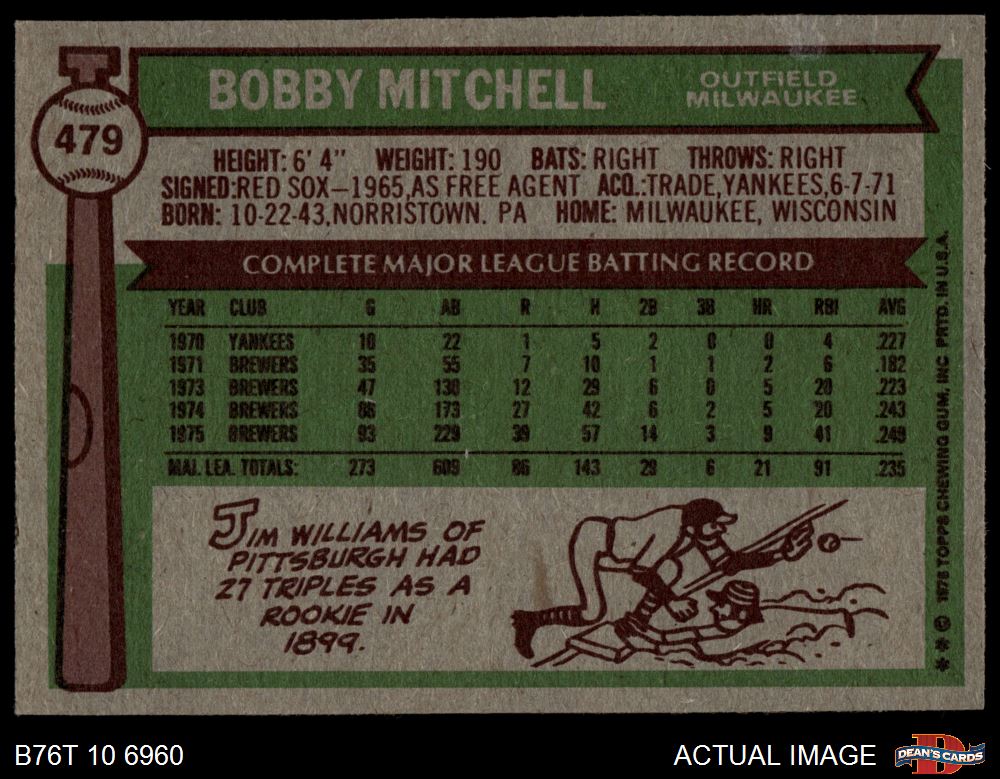 479
BOBBY MITCHELL
OUTFIELD
MILWAUKEE
HEIGHT: 6' 4" WEIGHT: 190 BATS: RIGHT THROWS: RIGHT
SIGNED:RED SOX—1965,AS FREE AGENT ACQ.:TRADE,YANKEES,6-7-71
BORN: 10-22-43,NORRISTOWN. PA HOME: MILWAUKEE, WISCONSIN
COMPLETE MAJOR LEAGUE BATTING RECORD
YEAR CLUB G AB R H 2B 3B HR RBI AVG
1970 YANKEES 10 22 1 5 2 0 0 4 .227
1971 BREWERS 35 55 7 10 1 1 2 6 .182
1973 BREWERS 47 130 12 29 6 0 5 20 .223
1974 BREWERS 88 173 27 42 6 2 5 20 .243
1975 BREWERS 93 229 39 57 14 3 9 41 .249
MAJ. LEA. TOTALS: 273 609 86 143 29 6 21 91 .235
JIM WILLIAMS OF
PITTSBURGH HAD
27 TRIPLES AS A
ROOKIE IN
1899.
* * © 1976 TOPPS CHEWING GUM, INC PRTD. IN U.S.A.
B76T 10 6960
ACTUAL IMAGE
D
DEAN'S CARDS